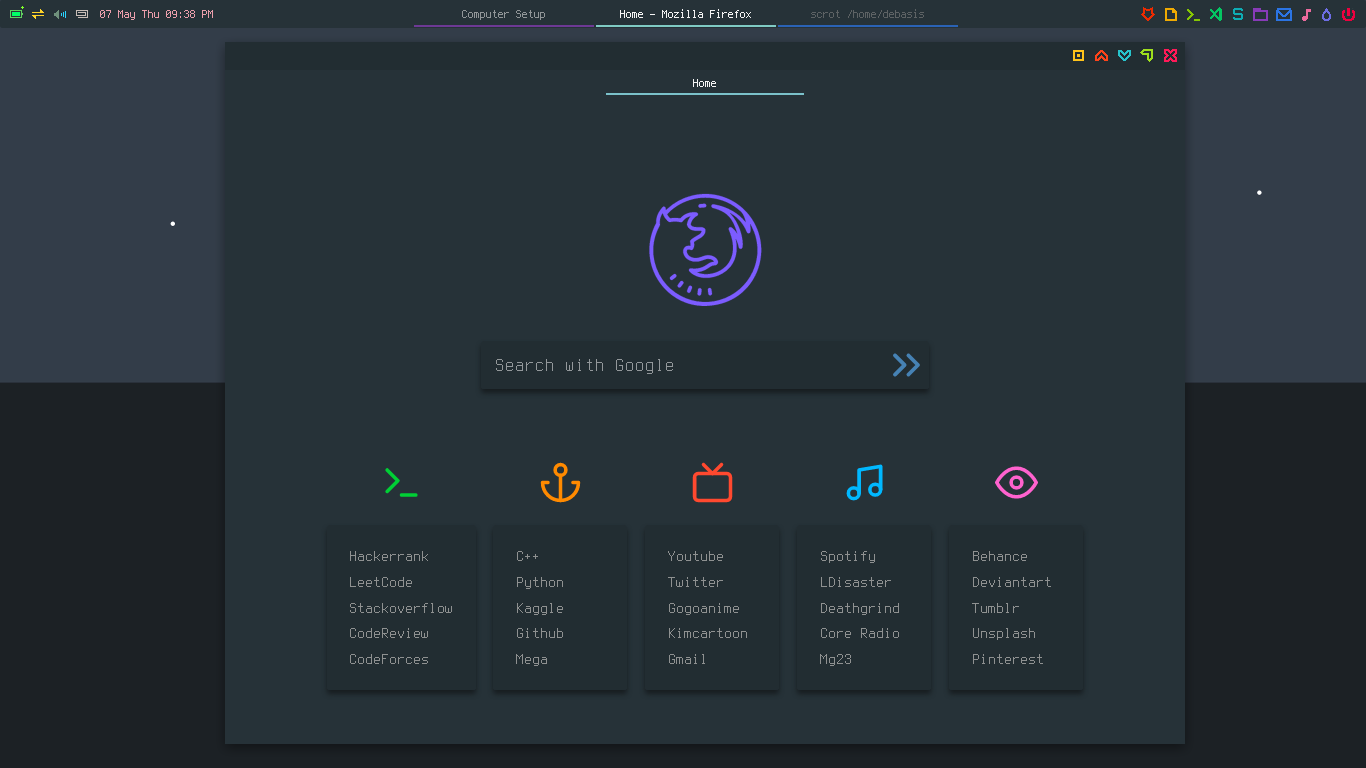 07 May Thu 09:38 PM
Computer Setup
Home - Mozilla Firefox
scrot /home/debasis
Home
Search with Google
Hackerrank
LeetCode
Stackoverflow
CodeReview
CodeForces
C++
Python
Kaggle
Github
Mega
Youtube
Twitter
Gogoanime
Kimcartoon
Gmail
Spotify
LDisaster
Deathgrind
Core Radio
Mg23
Behance
Deviantart
Tumblr
Unsplash
Pinterest